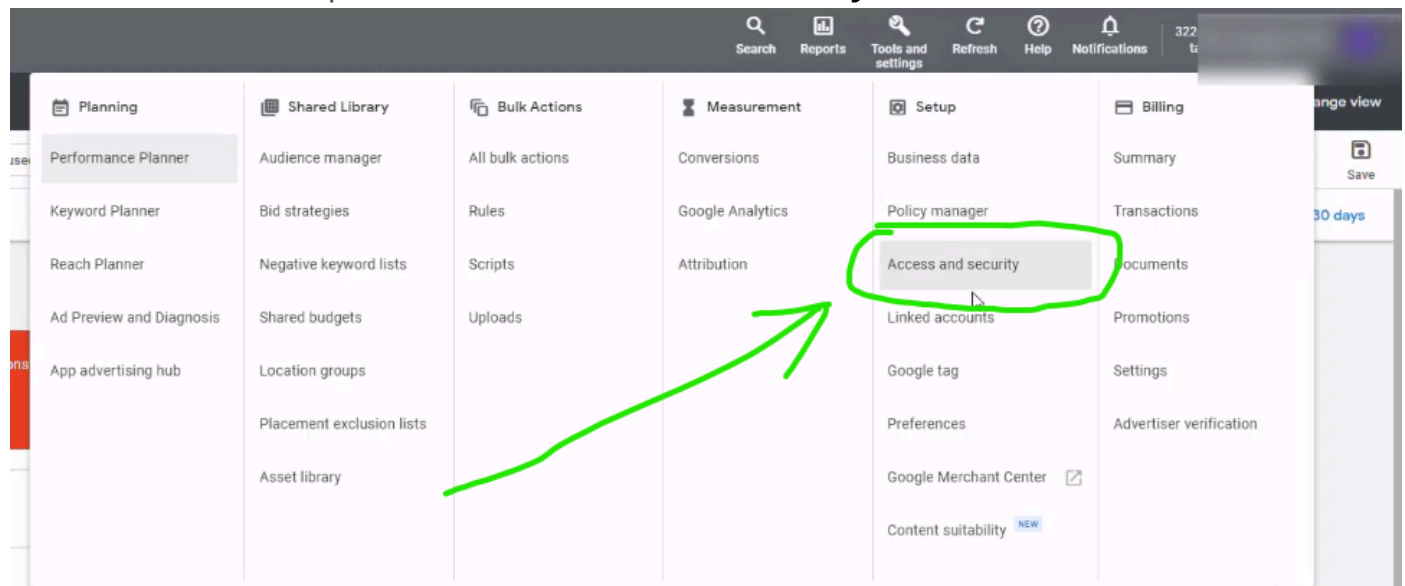 Search Reports Tools and settings Refresh Help Notifications 322
Planning
Performance Planner
Keyword Planner
Reach Planner
Ad Preview and Diagnosis
App advertising hub
Shared Library
Audience manager
Bid strategies
Negative keyword lists
Shared budgets
Location groups
Placement exclusion lists
Asset library
Bulk Actions
All bulk actions
Rules
Scripts
Uploads
Measurement
Conversions
Google Analytics
Attribution
Setup
Business data
Policy manager
Access and security
Linked accounts
Google tag
Preferences
Google Merchant Center
Content suitability NEW
Billing
Summary
Transactions
Documents
Promotions
Settings
Advertiser verification
ange view
Save
30 days